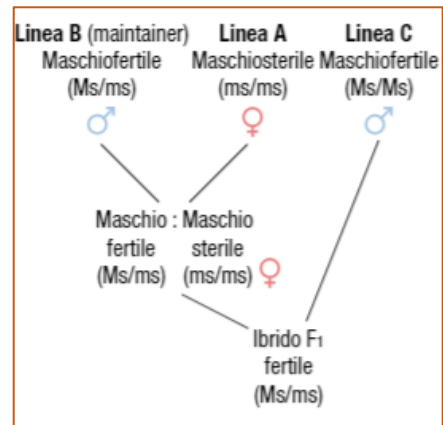 Linea B (maintainer) Linea A Linea C
Maschiofertile Maschiosterile Maschiofertile
(Ms/ms) (ms/ms) (Ms/Ms)
♂ ♀ ♂
Maschio : Maschio
fertile sterile
(Ms/ms) (ms/ms) ♀
Ibrido F₁
fertile
(Ms/ms)